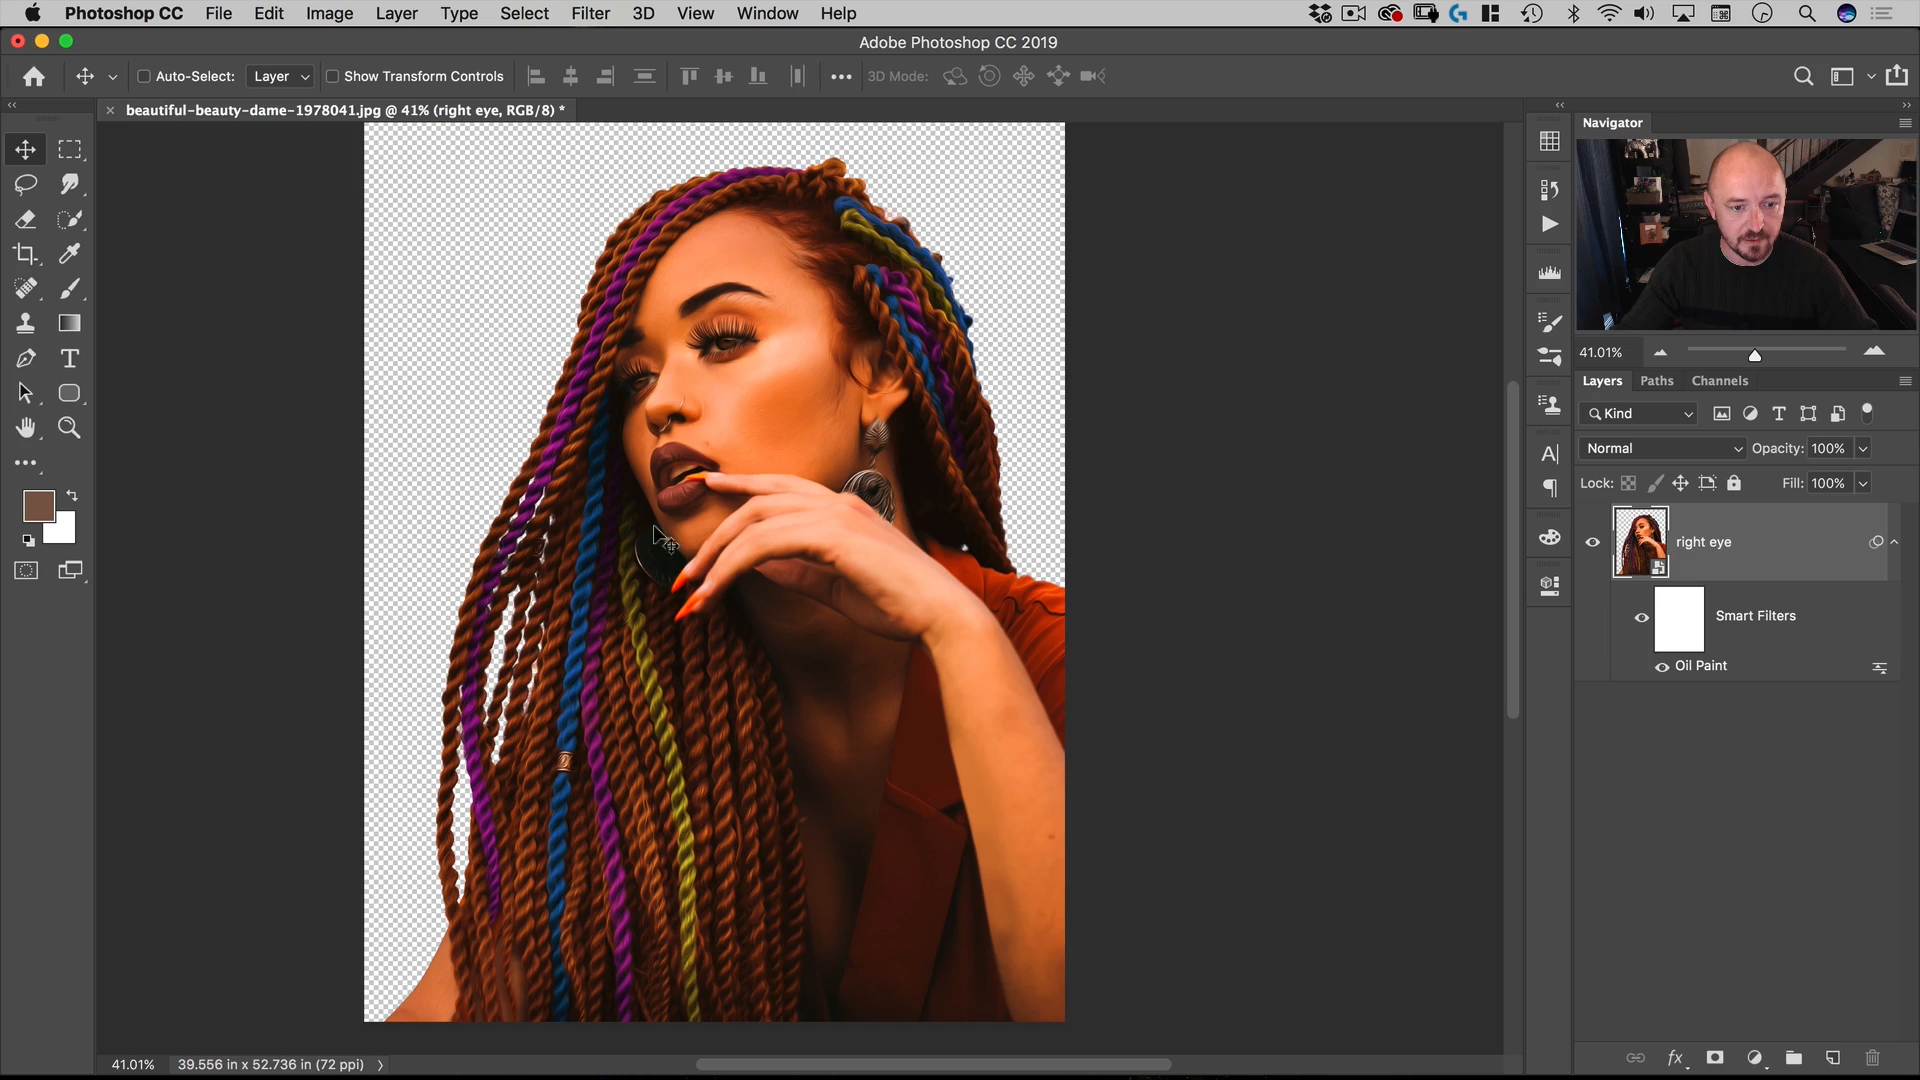 Photoshop CC File Edit Image Layer Type Select Filter 3D View Window Help
Adobe Photoshop CC 2019
Auto-Select: Layer Show Transform Controls 3D Mode:
beautiful-beauty-dame-1978041.jpg @ 41% (right eye, RGB/8) *
Navigator
41.01%
Layers Paths Channels
Kind
Normal Opacity: 100%
Lock: Fill: 100%
right eye
Smart Filters
Oil Paint
41.01% 39.556 in x 52.736 in (72 ppi)